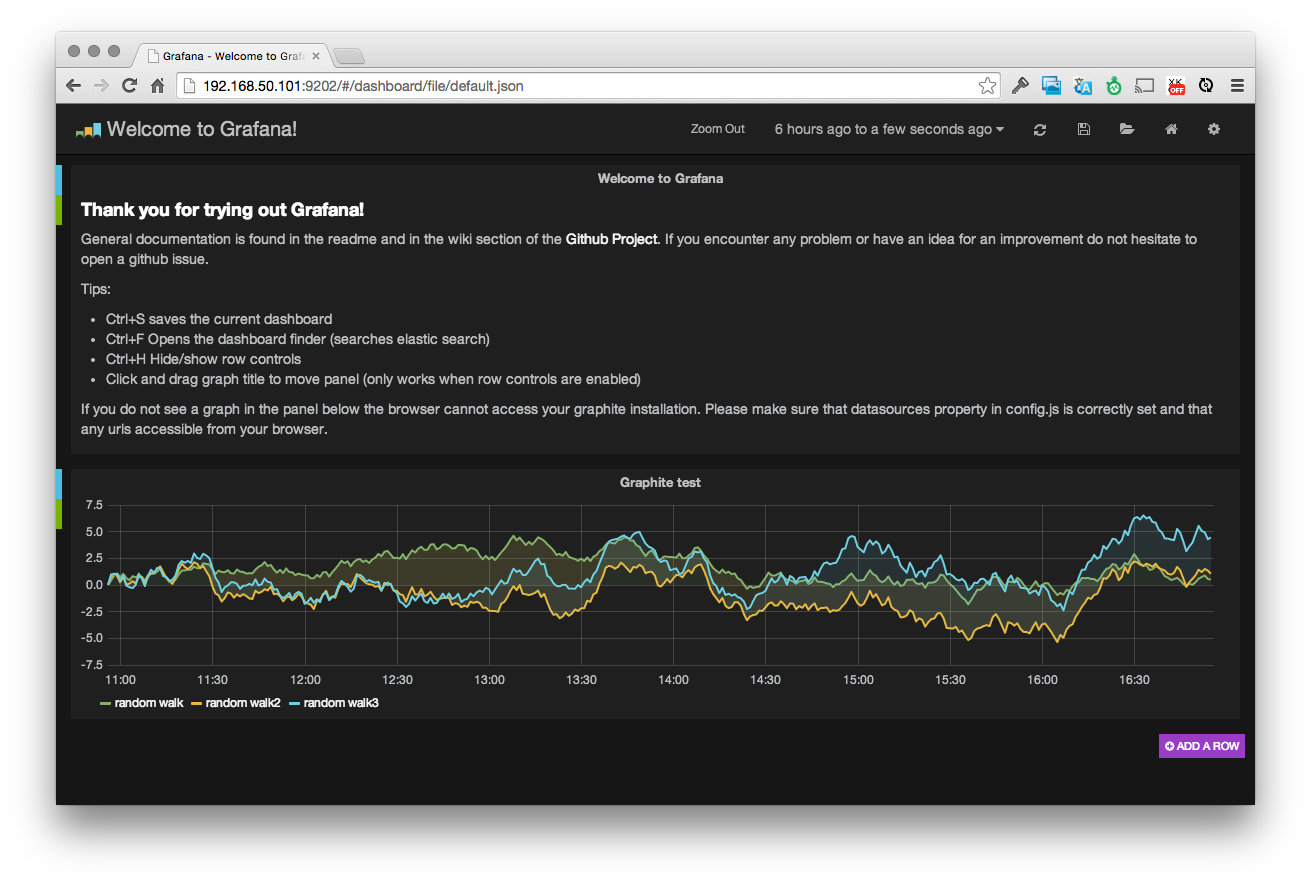 Grafana - Welcome to Graf
192.168.50.101:9202/#/dashboard/file/default.json
OFF
Welcome to Grafana!
Zoom Out
6 hours ago to a few seconds ago
Welcome to Grafana
Thank you for trying out Grafana!
General documentation is found in the readme and in the wiki section of the Github Project. If you encounter any problem or have an idea for an improvement do not hesitate to
open a github issue.
Tips:
• Ctrl+S saves the current dashboard
• Ctrl+F Opens the dashboard finder (searches elastic search)
• Ctrl+H Hide/show row controls
• Click and drag graph title to move panel (only works when row controls are enabled)
If you do not see a graph in the panel below the browser cannot access your graphite installation. Please make sure that datasources property in config.js is correctly set and that
any urls accessible from your browser.
Graphite test
7.5
5.0
2.5
0.0
-2.5
-5.0
-7.5
11:00 11:30 12:00 12:30 13:00 13:30 14:00 14:30 15:00 15:30 16:00 16:30
random walk random walk2 random walk3
ADD A ROW